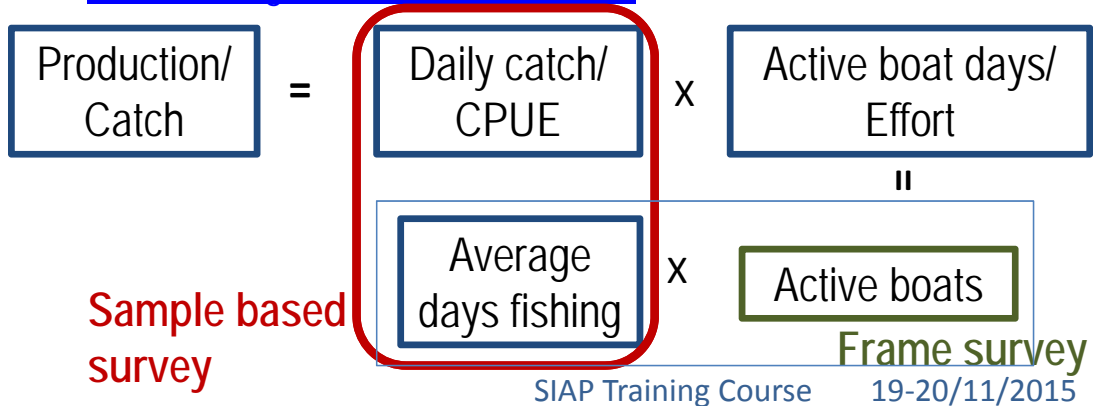 Production/
Catch
=
Daily catch/
CPUE
x
Active boat days/
Effort
=
Average
days fishing
x
Active boats
Sample based
survey
Frame survey
SIAP Training Course 19-20/11/2015